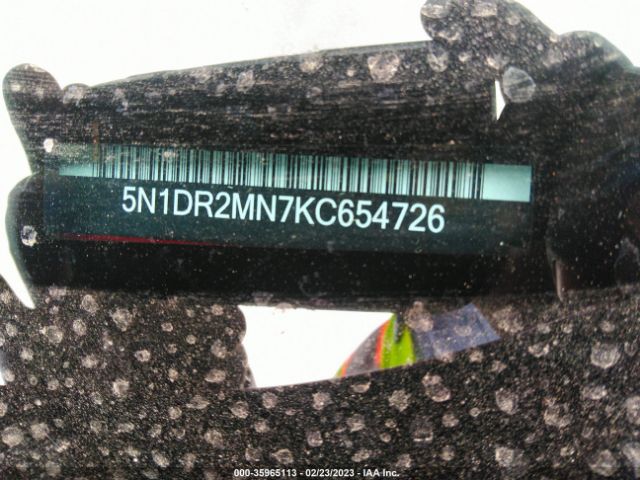 5N1DR2MN7KC654726
000-35965113 - 02/23/2023 - IAA Inc.